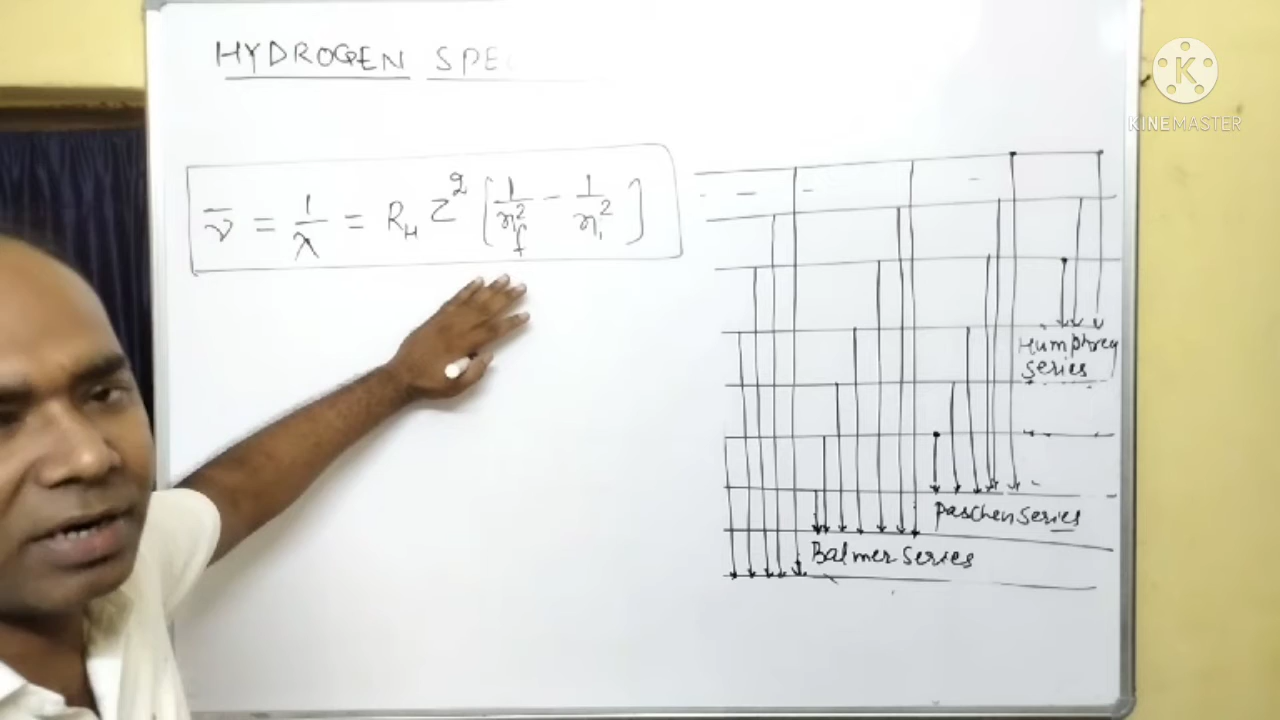 HYDROGEN SPE
ν̄ = 1/λ = R_H Z² [1/n_f² − 1/n_i²]
Humphrey
series
Paschen series
Balmer series
K
KINEMASTER